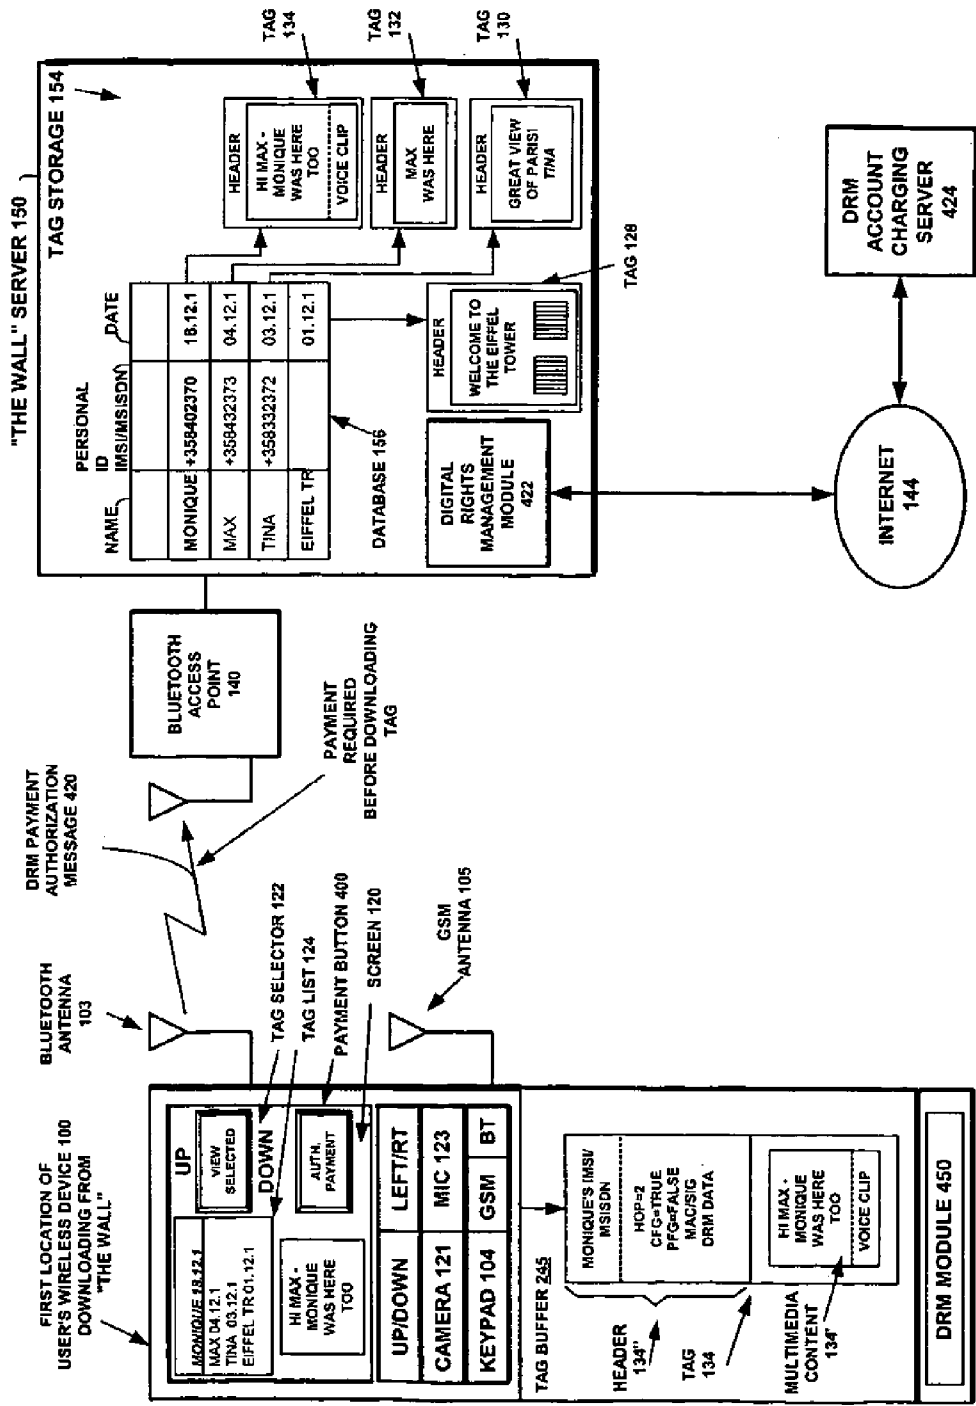 "THE WALL" SERVER 150
TAG STORAGE 154
NAME
PERSONAL
ID
IMSI/MSISDN
DATE
MONIQUE +358402370 18.12.1
MAX +358432373 04.12.1
TINA +358332372 03.12.1
EIFFEL TR 01.12.1
DATABASE 156
HEADER
HI MAX -
MONIQUE
WAS HERE
TOO
VOICE CLIP
TAG
134
HEADER
MAX
WAS HERE
TAG
132
HEADER
GREAT VIEW
OF PARIS!
TINA
TAG
130
HEADER
WELCOME TO
THE EIFFEL
TOWER
TAG 128
DIGITAL
RIGHTS
MANAGEMENT
MODULE
422
DRM
ACCOUNT
CHARGING
SERVER
424
INTERNET
144
BLUETOOTH
ACCESS
POINT
140
DRM PAYMENT
AUTHORIZATION
MESSAGE 420
PAYMENT
REQUIRED
BEFORE DOWNLOADING
TAG
BLUETOOTH
ANTENNA
103
TAG SELECTOR 122
TAG LIST 124
PAYMENT BUTTON 400
SCREEN 120
GSM
ANTENNA 105
FIRST LOCATION OF
USER'S WIRELESS DEVICE 100
DOWNLOADING FROM
"THE WALL"
MONIQUE 18.12.1
MAX 04.12.1
TINA 03.12.1
EIFFEL TR 01.12.1
UP
VIEW
SELECTED
DOWN
HI MAX -
MONIQUE
WAS HERE
TOO
AUTH.
PAYMENT
UP/DOWN LEFT/RT
CAMERA 121 MIC 123
KEYPAD 104 GSM BT
TAG BUFFER 245
MONIQUE'S IMSI/
MSISDN
HOP=2
CFG=TRUE
PFG=FALSE
MAC/SIG
DRM DATA
HI MAX -
MONIQUE
WAS HERE
TOO
VOICE CLIP
HEADER
134"
TAG
134
MULTIMEDIA
CONTENT
134'
DRM MODULE 450